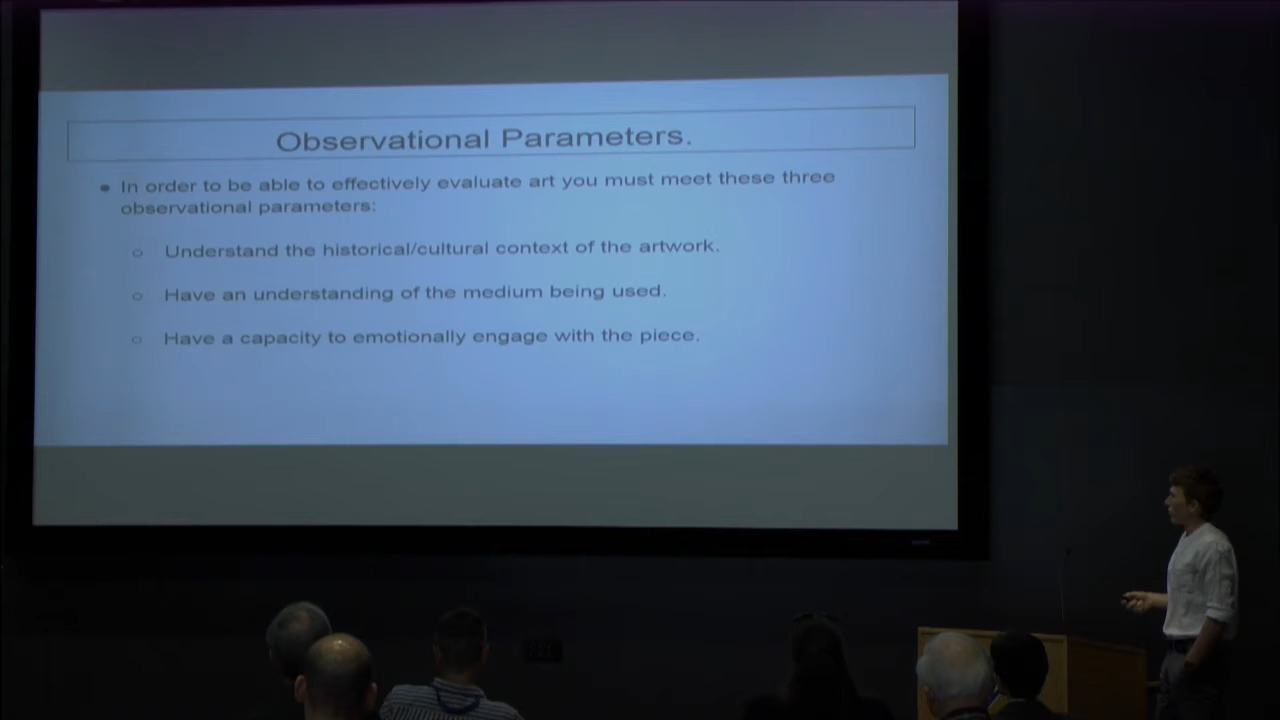 Observational Parameters.
● In order to be able to effectively evaluate art you must meet these three
observational parameters:
○ Understand the historical/cultural context of the artwork.
○ Have an understanding of the medium being used.
○ Have a capacity to emotionally engage with the piece.